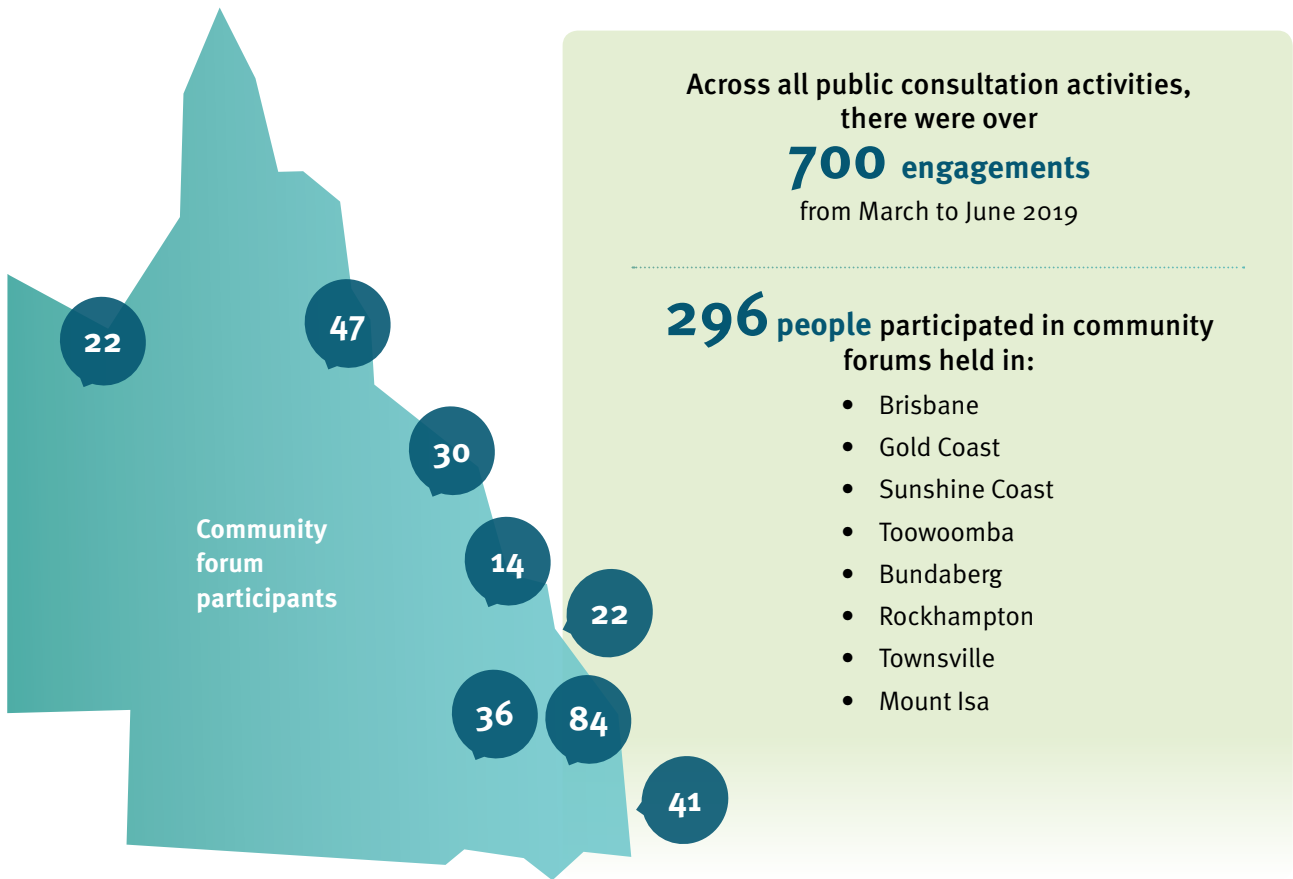 22
47
30
14
22
36
84
41
Community
forum
participants
Across all public consultation activities,
there were over
700 engagements
from March to June 2019
296 people participated in community
forums held in:
• Brisbane
• Gold Coast
• Sunshine Coast
• Toowoomba
• Bundaberg
• Rockhampton
• Townsville
• Mount Isa